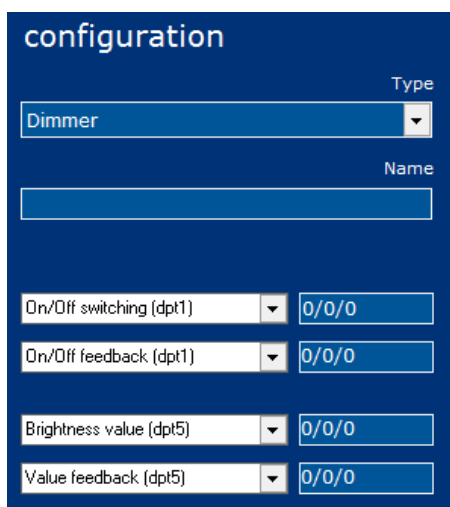 configuration
Type
Dimmer
Name
On/Off switching (dpt1) 0/0/0
On/Off feedback (dpt1) 0/0/0
Brightness value (dpt5) 0/0/0
Value feedback (dpt5) 0/0/0